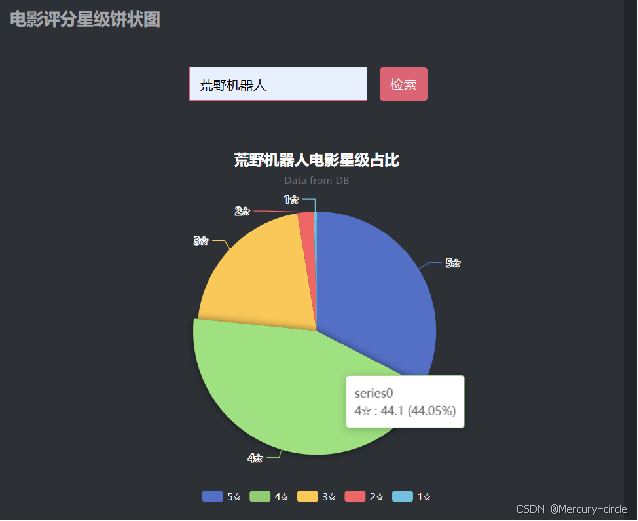 电影评分星级饼状图
荒野机器人 检索
荒野机器人电影星级占比
Data from DB
1☆
2☆
3☆
5☆
series0
4☆ : 44.1 (44.05%)
4☆
5☆ 4☆ 3☆ 2☆ 1☆
CSDN @Mercury-circle